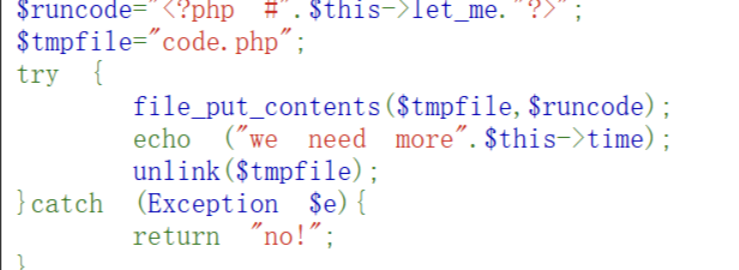 $runcode="<?php #".$this->let_me."?>";
$tmpfile="code.php";
try {
file_put_contents($tmpfile,$runcode);
echo ("we need more".$this->time);
unlink($tmpfile);
}catch (Exception $e){
return "no!";
}